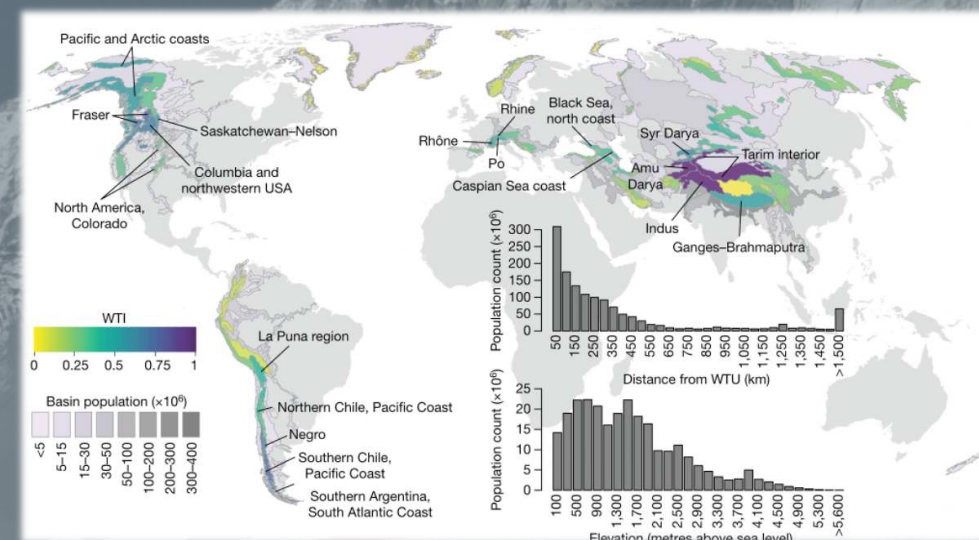 Pacific and Arctic coasts
Fraser
Saskatchewan–Nelson
Columbia and
northwestern USA
North America,
Colorado
Rhine
Rhône
Po
Black Sea,
north coast
Caspian Sea coast
Syr Darya
Amu
Darya
Tarim interior
Indus
Ganges–Brahmaputra
WTI
0
0.25
0.5
0.75
1
Basin population (×10⁶)
<5
5–15
15–30
30–50
50–100
100–200
200–300
300–400
La Puna region
Northern Chile, Pacific Coast
Negro
Southern Chile,
Pacific Coast
Southern Argentina,
South Atlantic Coast
Population count (×10⁶)
300
250
200
150
100
50
0
50
150
250
350
450
550
650
750
850
950
1,050
1,150
1,250
1,350
1,450
>1,500
Distance from WTU (km)
Population count (×10⁶)
25
20
15
10
5
0
100
500
900
1,300
1,700
2,100
2,500
2,900
3,300
3,700
4,100
4,500
4,900
5,300
>5,600
Elevation (metres above sea level)